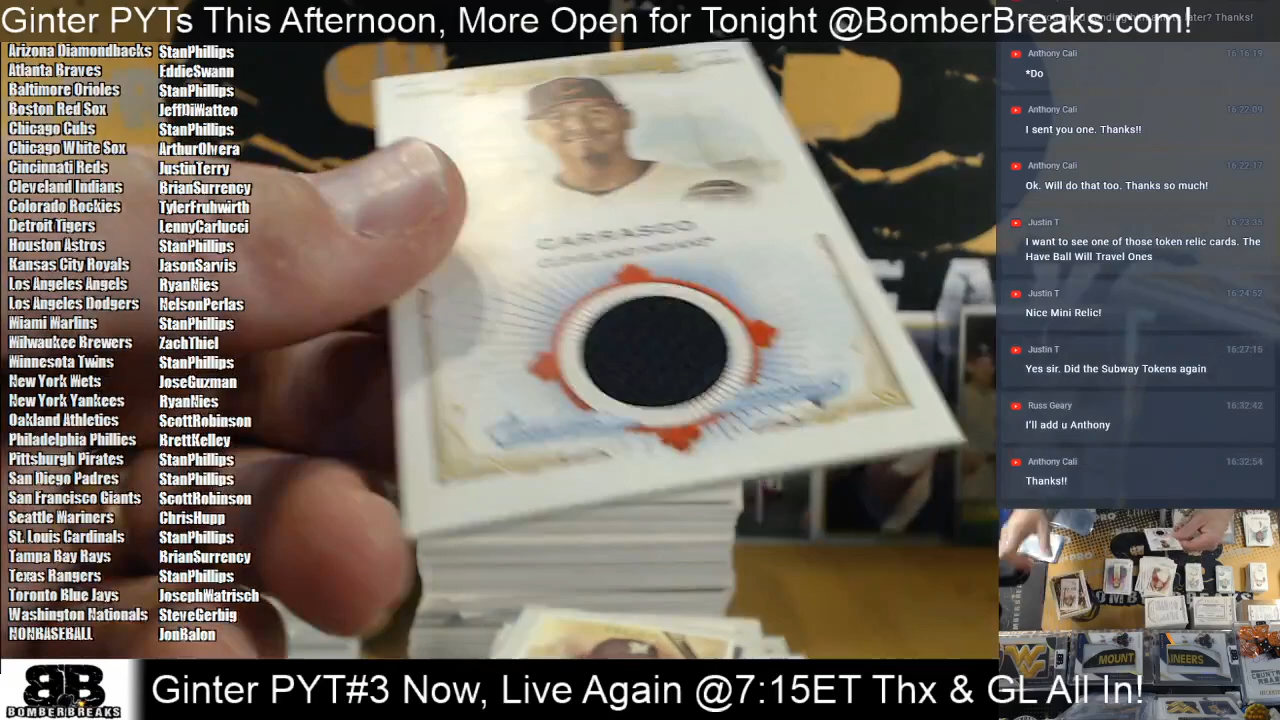 Ginter PYTs This Afternoon, More Open for Tonight @BomberBreaks.com!
Arizona Diamondbacks StanPhillips
Atlanta Braves EddieSwann
Baltimore Orioles StanPhillips
Boston Red Sox JeffDiMatteo
Chicago Cubs StanPhillips
Chicago White Sox ArthurOlvera
Cincinnati Reds JustinTerry
Cleveland Indians BrianSurrency
Colorado Rockies TylerFruhwirth
Detroit Tigers LennyCarlucci
Houston Astros StanPhillips
Kansas City Royals JasonSarvis
Los Angeles Angels RyanNies
Los Angeles Dodgers NelsonPerlas
Miami Marlins StanPhillips
Milwaukee Brewers ZachThiel
Minnesota Twins StanPhillips
New York Mets JoseGuzman
New York Yankees RyanNies
Oakland Athletics ScottRobinson
Philadelphia Phillies BrettKelley
Pittsburgh Pirates StanPhillips
San Diego Padres StanPhillips
San Francisco Giants ScottRobinson
Seattle Mariners ChrisHupp
St. Louis Cardinals StanPhillips
Tampa Bay Rays BrianSurrency
Texas Rangers StanPhillips
Toronto Blue Jays JosephWatrisch
Washington Nationals SteveGerbig
NONBASEBALL JonBalon
CARRASCO
CLEVELAND INDIANS
later? Thanks!
Anthony Cali 16:16:19
*Do
Anthony Cali 16:22:09
I sent you one. Thanks!!
Anthony Cali 16:22:17
Ok. Will do that too. Thanks so much!
Justin T 16:23:35
I want to see one of those token relic cards. The
Have Ball Will Travel Ones
Justin T 16:24:52
Nice Mini Relic!
Justin T 16:27:16
Yes sir. Did the Subway Tokens again
Russ Geary 16:32:42
I'll add u Anthony
Anthony Cali 16:32:54
Thanks!!
MOUNT INEERS
BB
BOMBERBREAKS
Ginter PYT#3 Now, Live Again @7:15ET Thx & GL All In!